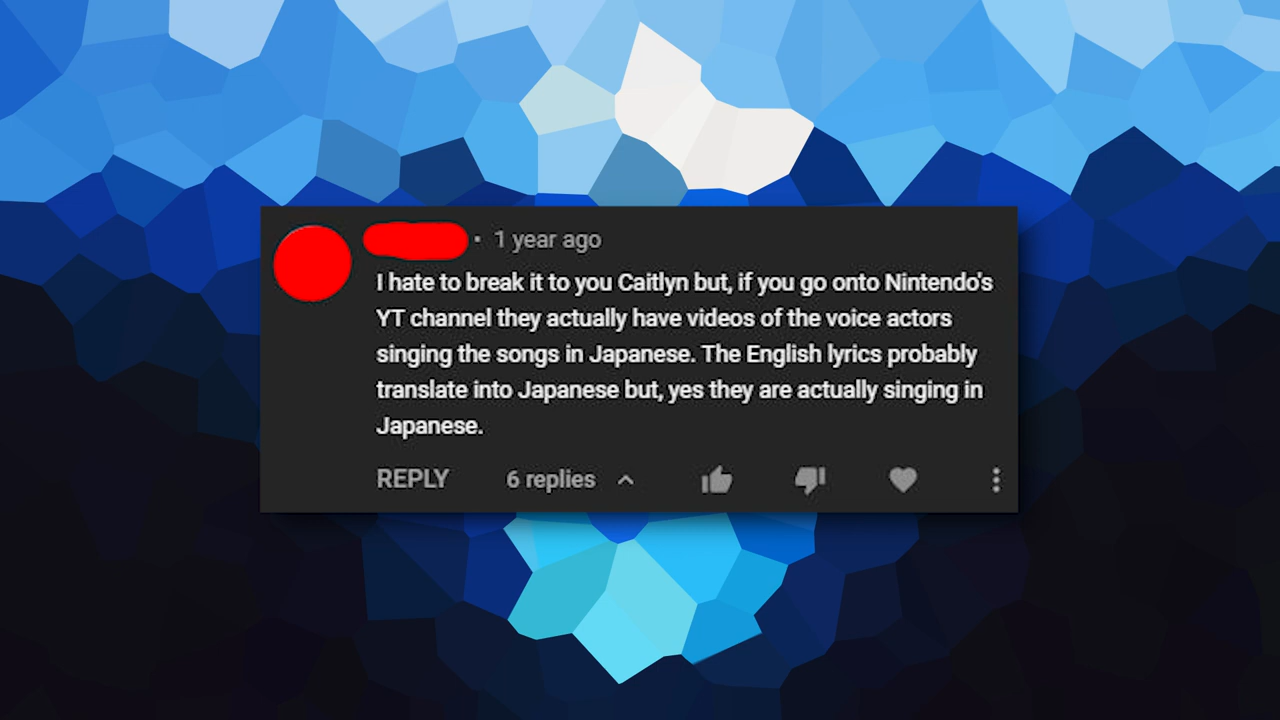 • 1 year ago
I hate to break it to you Caitlyn but, if you go onto Nintendo's
YT channel they actually have videos of the voice actors
singing the songs in Japanese. The English lyrics probably
translate into Japanese but, yes they are actually singing in
Japanese.
REPLY 6 replies